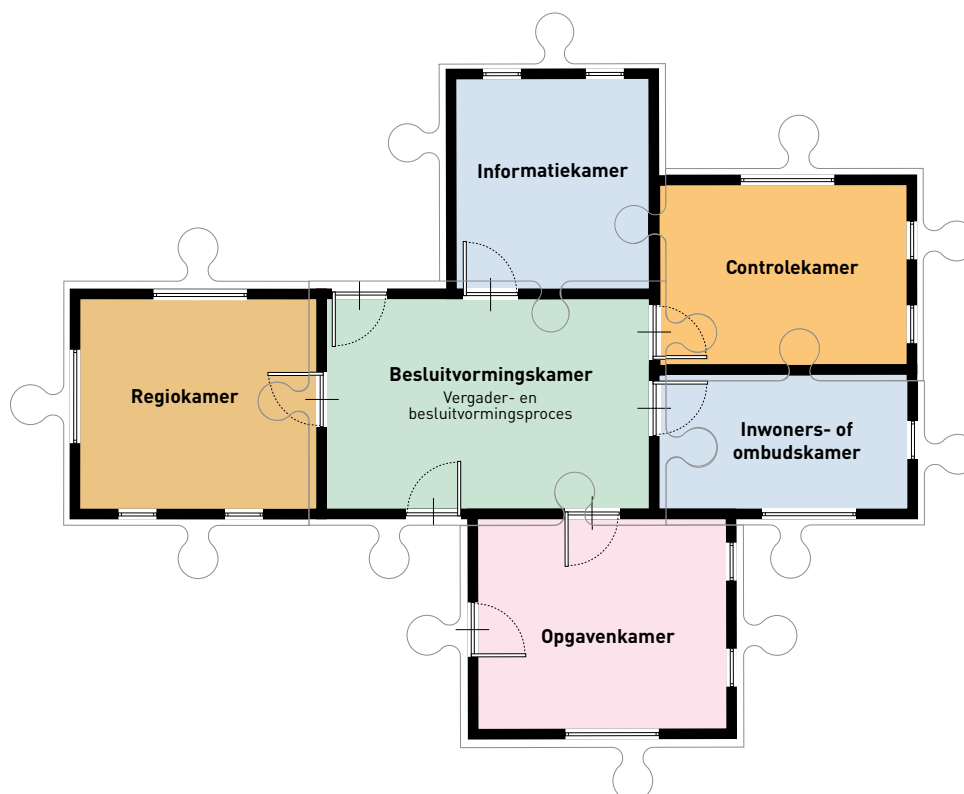 Informatiekamer
Controlekamer
Besluitvormingskamer
Vergader- en
besluitvormingsproces
Regiokamer
Inwoners- of
ombudskamer
Opgavenkamer